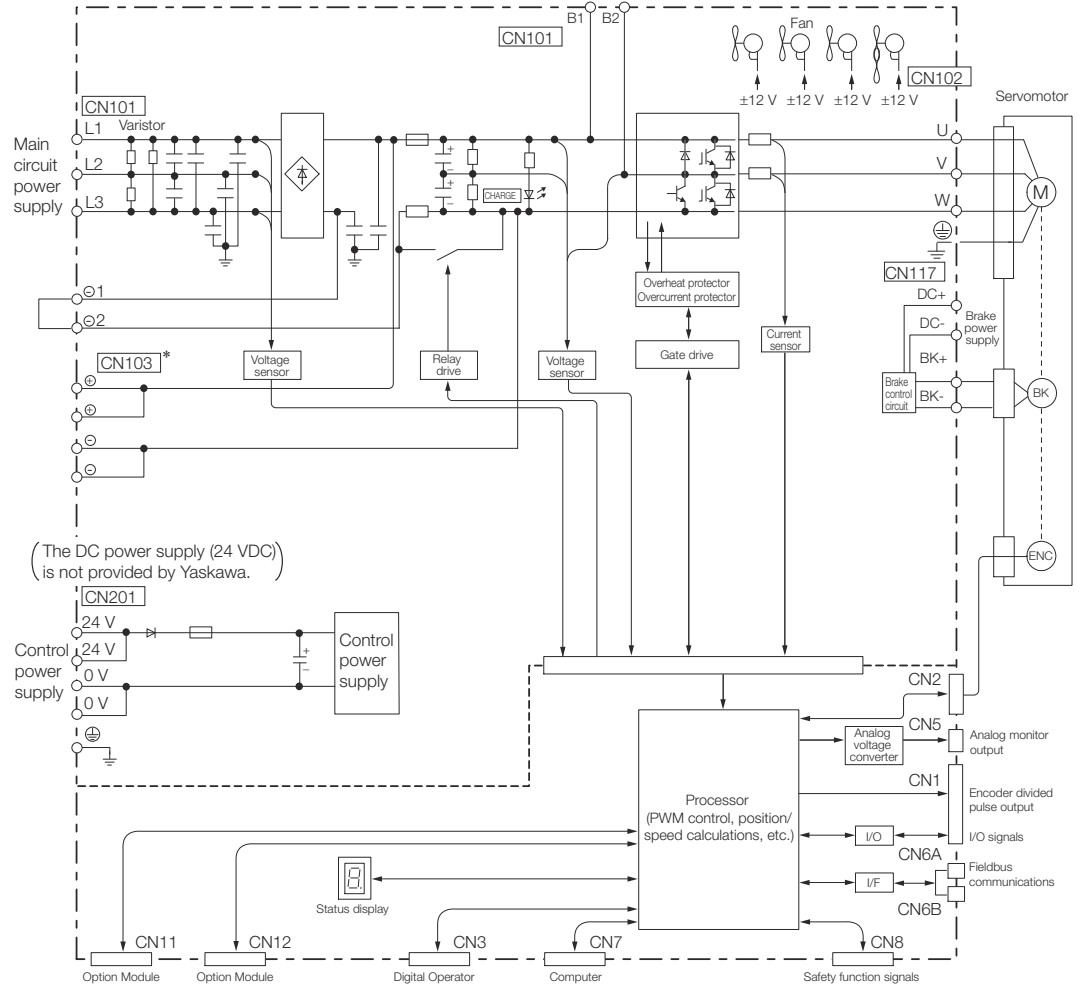 B1 B2
CN101
Fan
CN102
±12 V ±12 V ±12 V ±12 V
Servomotor
CN101
Main
circuit
power
supply
L1
Varistor
L2
L3
+
−
+
−
CHARGE
U
V
W
M
CN117
⊖1
⊖2
Overheat protector
Overcurrent protector
DC+
DC-
Brake
power
supply
CN103*
Voltage
sensor
Relay
drive
Voltage
sensor
Gate drive
Current
sensor
BK+
BK-
Brake
control
circuit
BK
⊕
⊕
⊖
⊖
(The DC power supply (24 VDC)
is not provided by Yaskawa.)
ENC
CN201
Control
power
supply
24 V
24 V
0 V
0 V
+
−
Control
power
supply
CN2
CN5
Analog
voltage
converter
Analog monitor
output
CN1
Processor
(PWM control, position/
speed calculations, etc.)
Encoder divided
pulse output
I/O
I/O signals
CN6A
I/F
Fieldbus
communications
CN6B
8.
Status display
CN11
CN12
CN3
CN7
CN8
Option Module
Option Module
Digital Operator
Computer
Safety function signals